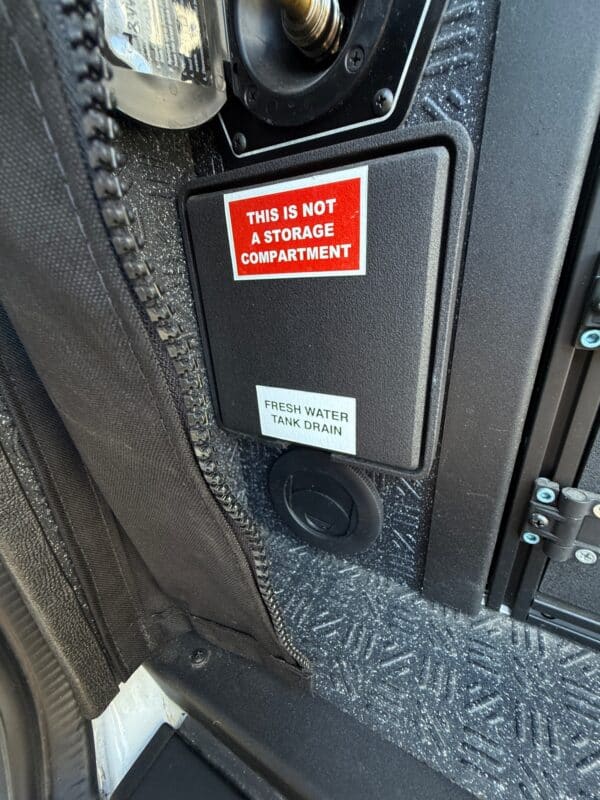 THIS IS NOT
A STORAGE
COMPARTMENT
FRESH WATER
TANK DRAIN